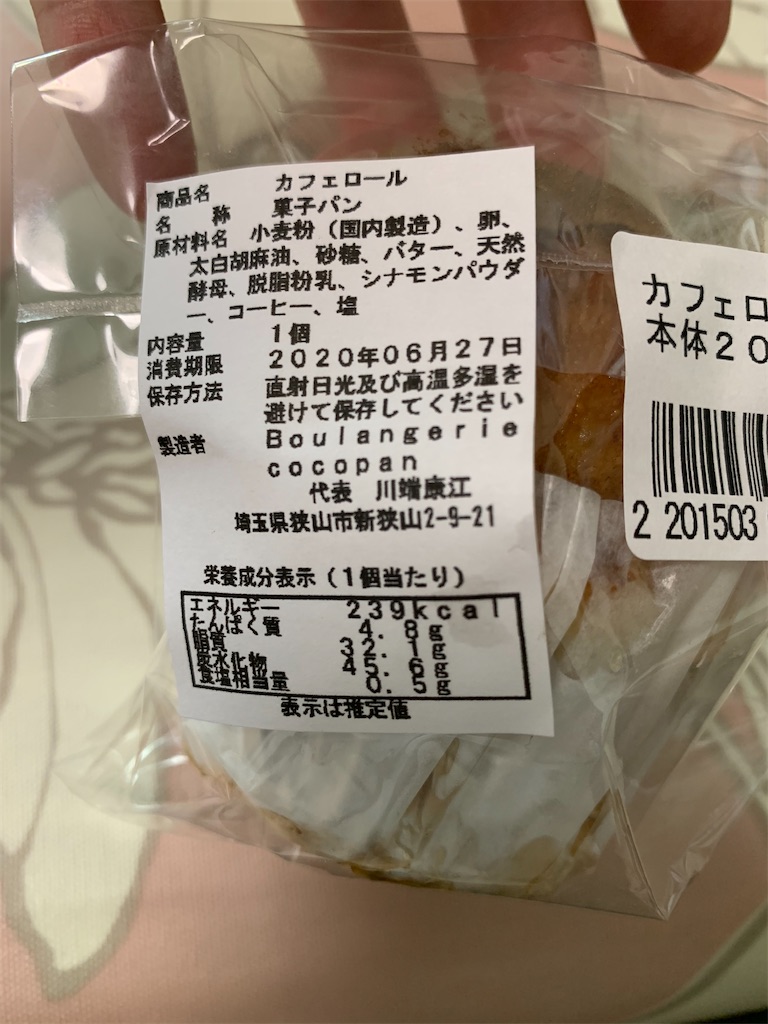 商品名 カフェロール
名 称 菓子パン
原材料名 小麦粉（国内製造）、卵、
太白胡麻油、砂糖、バター、天然
酵母、脱脂粉乳、シナモンパウダ
ー、コーヒー、塩
内容量 1個
消費期限 2020年06月27日
保存方法 直射日光及び高温多湿を
避けて保存してください
製造者 Boulangerie
cocopan
代表 川端康江
埼玉県狭山市新狭山2-9-21
栄養成分表示（1個当たり）
エネルギー 239kcal
たんぱく質 4.8g
脂質 32.1g
炭水化物 45.6g
食塩相当量 0.5g
表示は推定値
カフェロ
本体20
2 201503